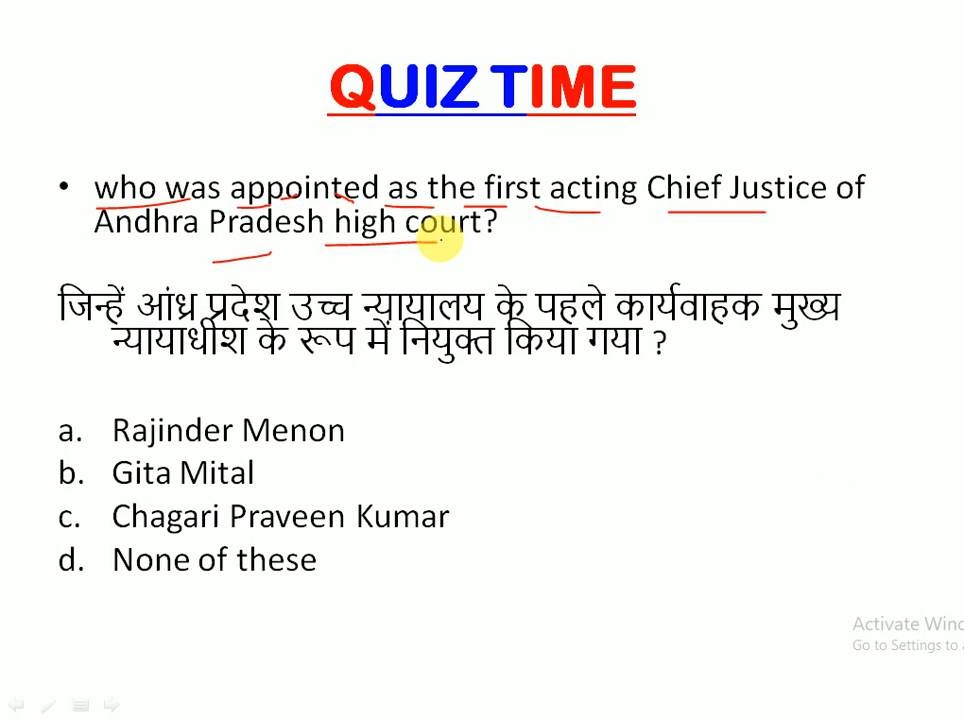 QUIZ TIME
• who was appointed as the first acting Chief Justice of
Andhra Pradesh high court?
जिन्हें आंध्र प्रदेश उच्च न्यायालय के पहले कार्यवाहक मुख्य
न्यायाधीश के रूप में नियुक्त किया गया ?
a. Rajinder Menon
b. Gita Mital
c. Chagari Praveen Kumar
d. None of these
Activate Wind
Go to Settings to